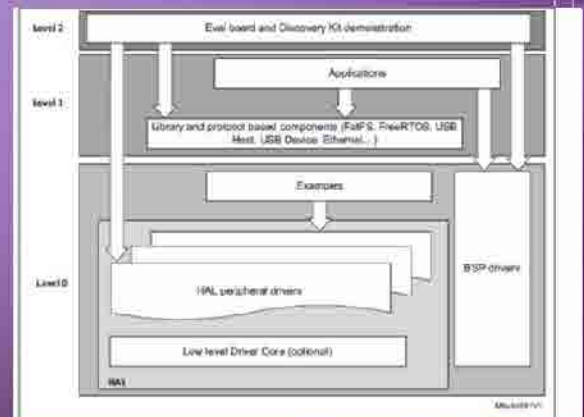 Level 2
Eval board and Discovery Kit demonstration
Applications
Level 1
Library and protocol based components (FatFS, FreeRTOS, USB
Host, USB Device, Ethernet…)
Examples
BSP drivers
Level 0
HAL peripheral drivers
Low level Driver Core (optional)
HAL